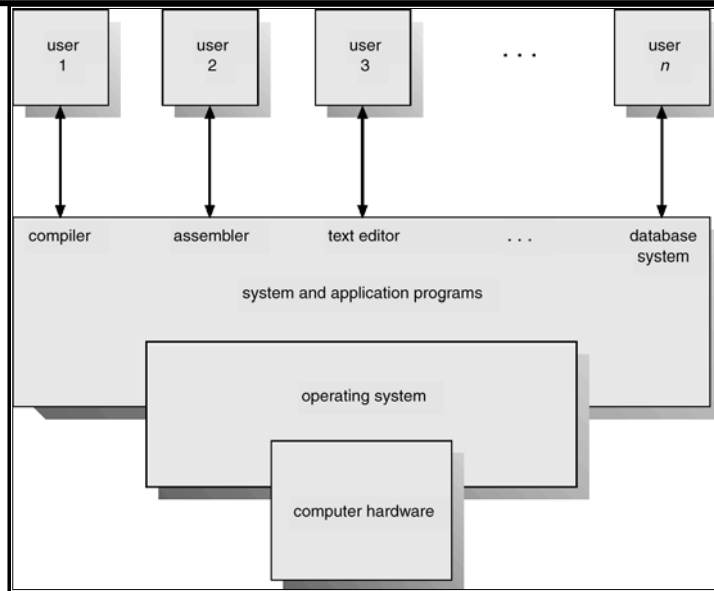 user
1
user
2
user
3
. . .
user
n
compiler
assembler
text editor
. . .
database
system
system and application programs
operating system
computer hardware